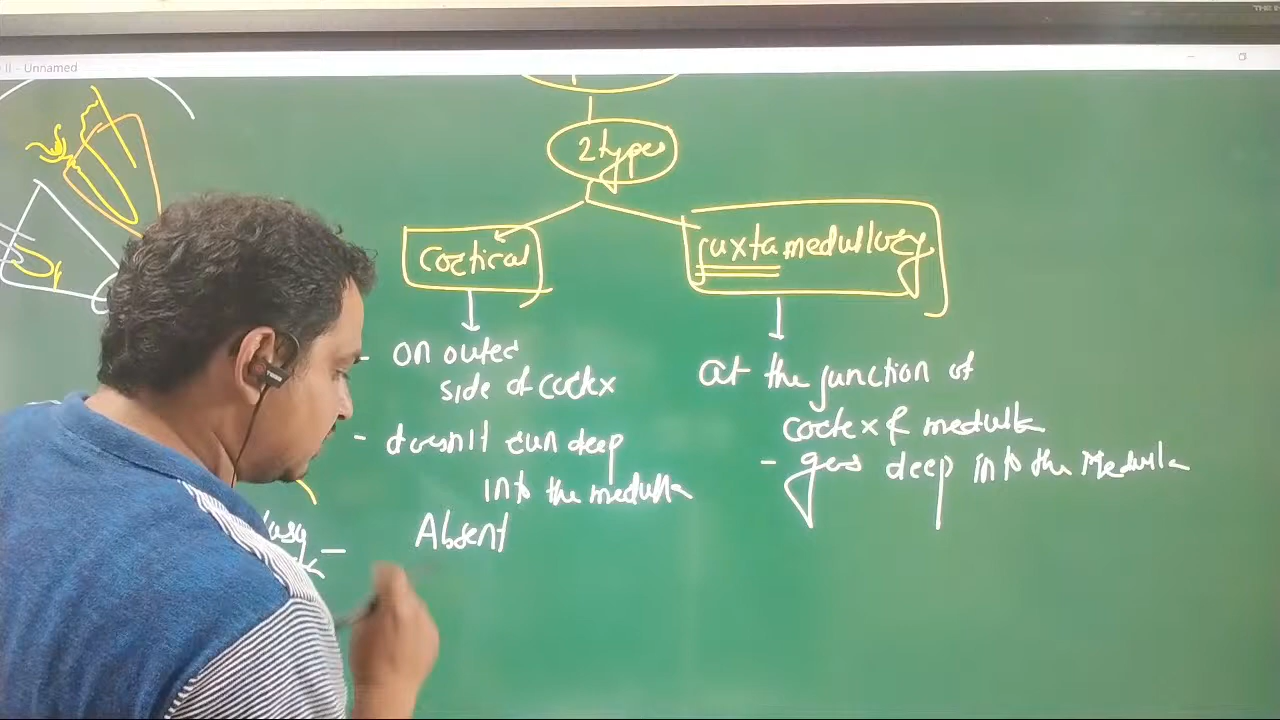 II - Unnamed
2 types
cortical
juxtamedullary
- on outer
side of cortex
- doesn't run deep
into the medulla
Absent
at the junction of
cortex & medulla
- goes deep into the Medulla